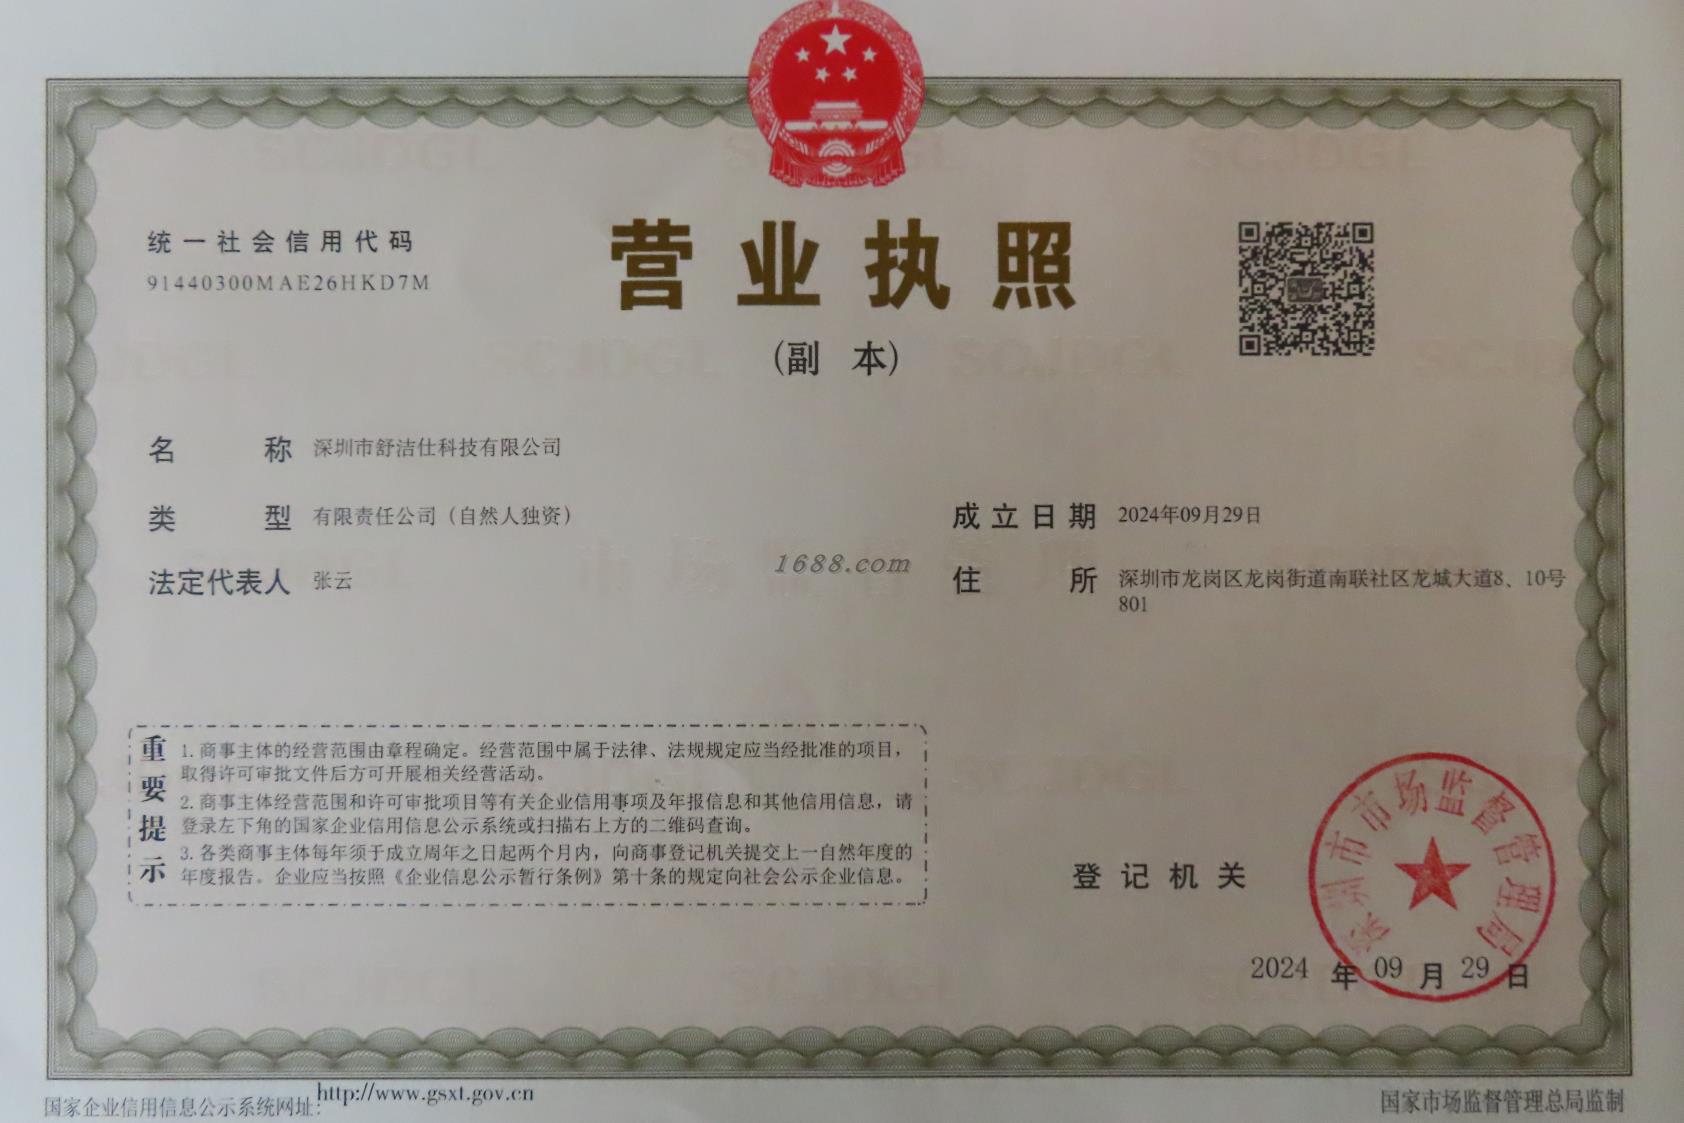 统一社会信用代码
91440300MAE26HKD7M
营业执照
(副 本)
名 称 深圳市舒洁仕科技有限公司
类 型 有限责任公司（自然人独资）
成立日期 2024年09月29日
法定代表人 张云
1688.com
住 所 深圳市龙岗区龙岗街道南联社区龙城大道8、10号
801
重要提示
1. 商事主体的经营范围由章程确定。经营范围中属于法律、法规规定应当经批准的项目，
取得许可审批文件后方可开展相关经营活动。
2. 商事主体经营范围和许可审批项目等有关企业信用事项及年报信息和其他信用信息，请
登录左下角的国家企业信用信息公示系统或扫描右上方的二维码查询。
3. 各类商事主体每年须于成立周年之日起两个月内，向商事登记机关提交上一自然年度的
年度报告。企业应当按照《企业信息公示暂行条例》第十条的规定向社会公示企业信息。
登记机关
深圳市市场监督管理局
2024 年 09 月 29 日
国家企业信用信息公示系统网址: http://www.gsxt.gov.cn
国家市场监督管理总局监制
SCJDGL